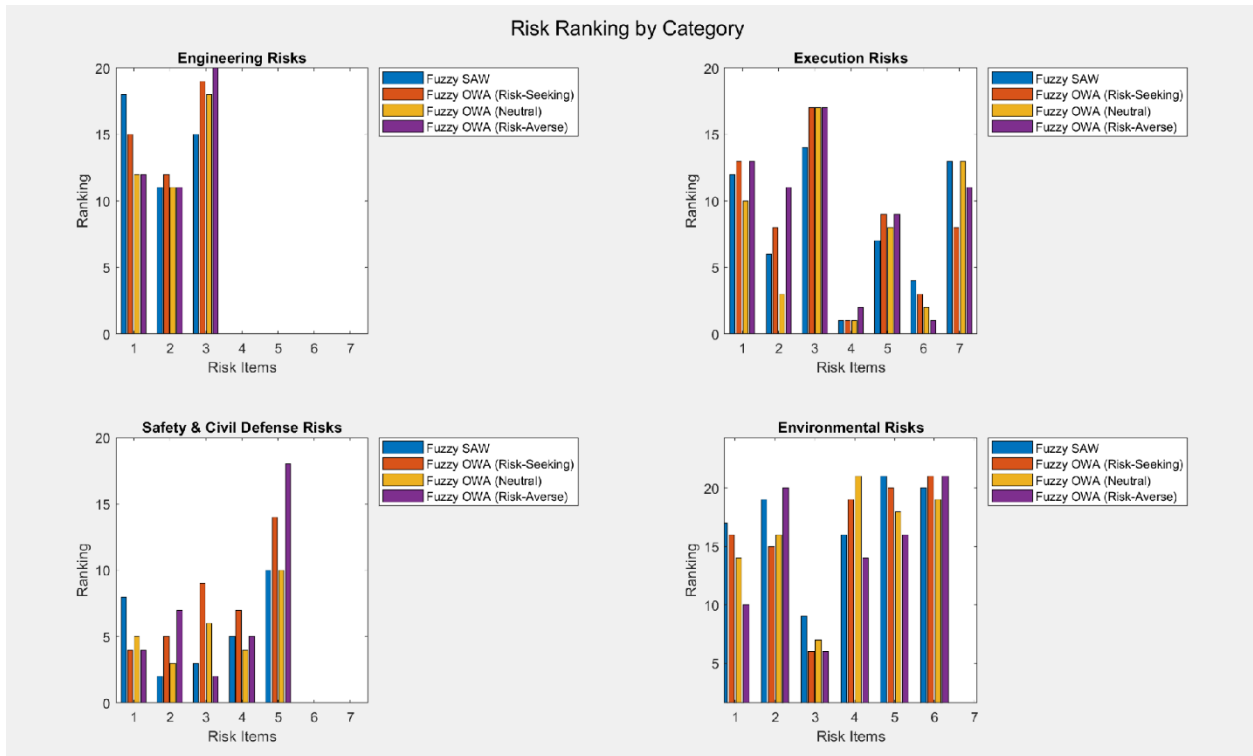 Risk Ranking by Category
Engineering Risks
20
15
10
5
0
Ranking
1 2 3 4 5 6 7
Risk Items
Fuzzy SAW
Fuzzy OWA (Risk-Seeking)
Fuzzy OWA (Neutral)
Fuzzy OWA (Risk-Averse)
Execution Risks
20
15
10
5
0
Ranking
1 2 3 4 5 6 7
Risk Items
Fuzzy SAW
Fuzzy OWA (Risk-Seeking)
Fuzzy OWA (Neutral)
Fuzzy OWA (Risk-Averse)
Safety & Civil Defense Risks
20
15
10
5
0
Ranking
1 2 3 4 5 6 7
Risk Items
Fuzzy SAW
Fuzzy OWA (Risk-Seeking)
Fuzzy OWA (Neutral)
Fuzzy OWA (Risk-Averse)
Environmental Risks
20
15
10
5
Ranking
1 2 3 4 5 6 7
Risk Items
Fuzzy SAW
Fuzzy OWA (Risk-Seeking)
Fuzzy OWA (Neutral)
Fuzzy OWA (Risk-Averse)